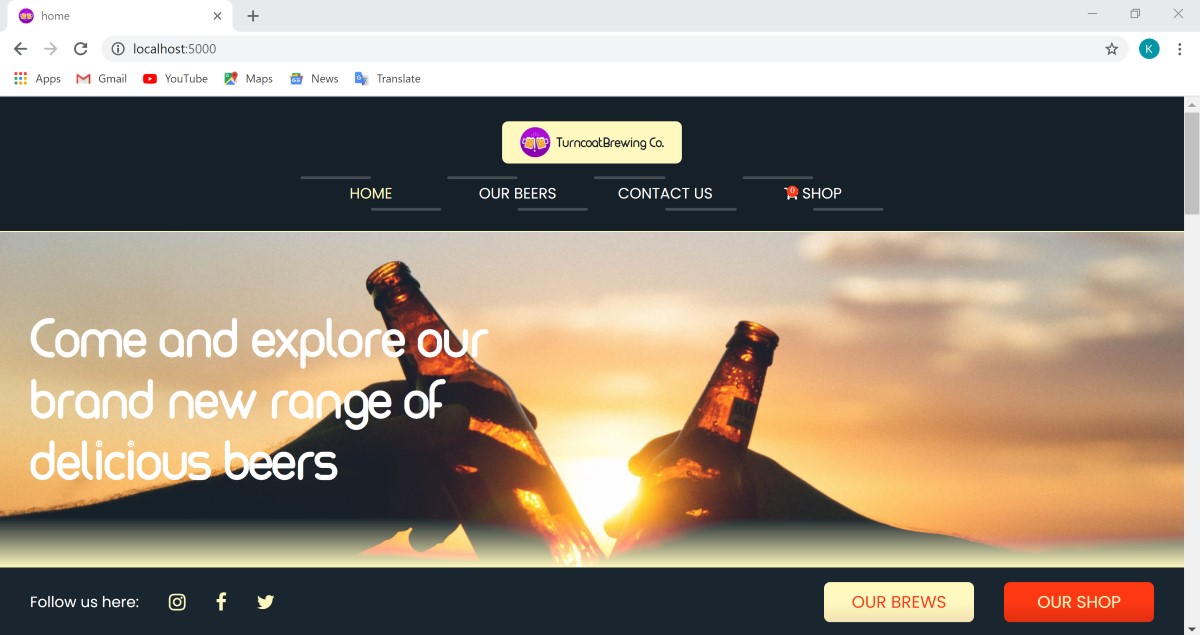 home
localhost:5000
K
Apps Gmail YouTube Maps News Translate
TurncoatBrewing Co.
HOME OUR BEERS CONTACT US 0 SHOP
Come and explore our
brand new range of
delicious beers
Follow us here: OUR BREWS OUR SHOP